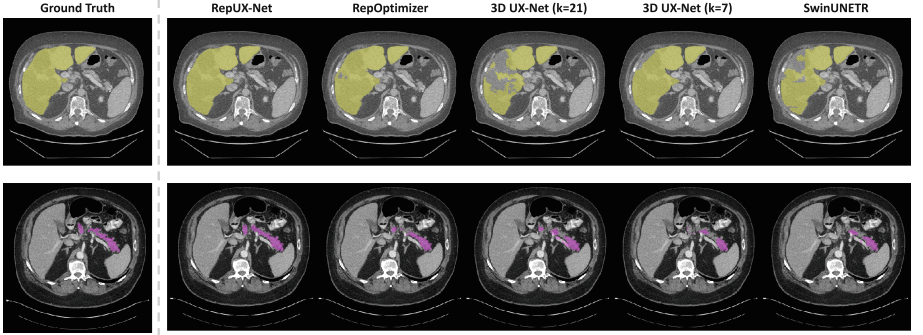 Ground Truth RepUX-Net RepOptimizer 3D UX-Net (k=21) 3D UX-Net (k=7) SwinUNETR